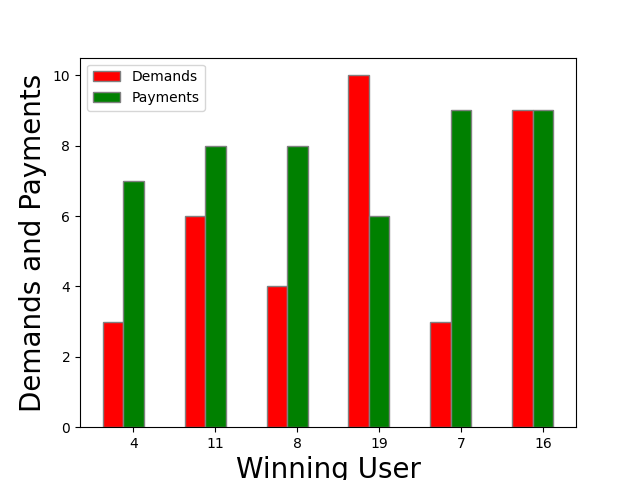 Demands
Payments
Demands and Payments
10
8
6
4
2
0
4 11 8 19 7 16
Winning User